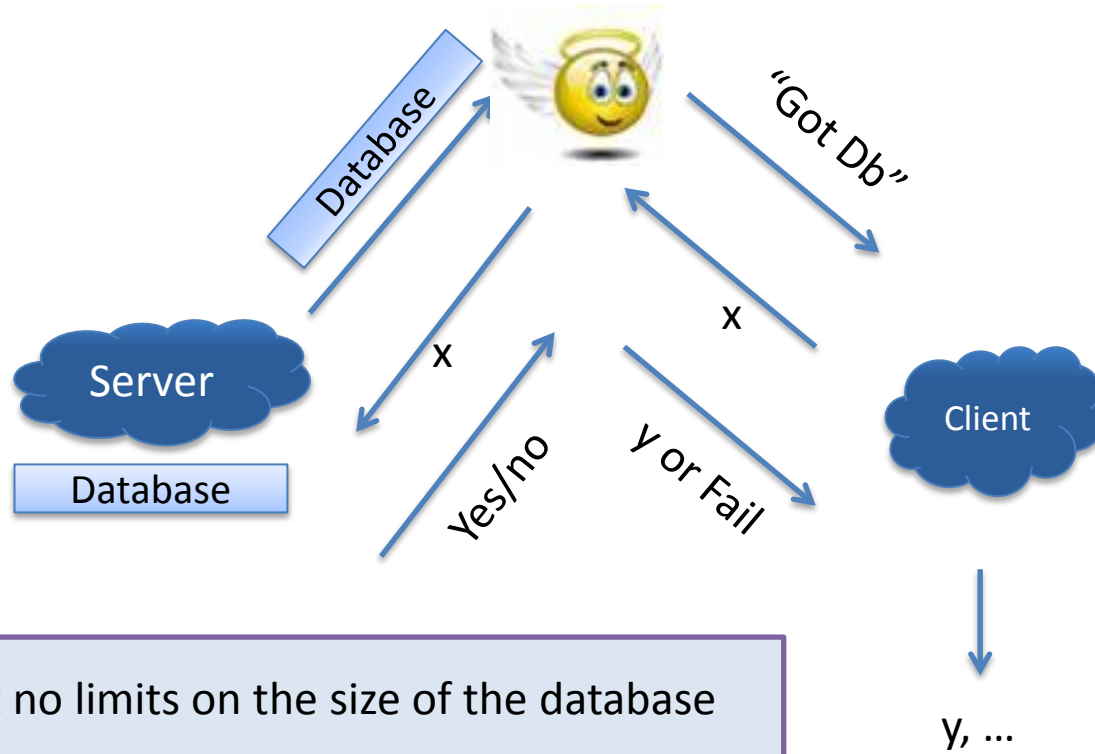 Database
“Got Db”
x
x
Server
Client
Database
Yes/no
y or Fail
no limits on the size of the database
y, ...